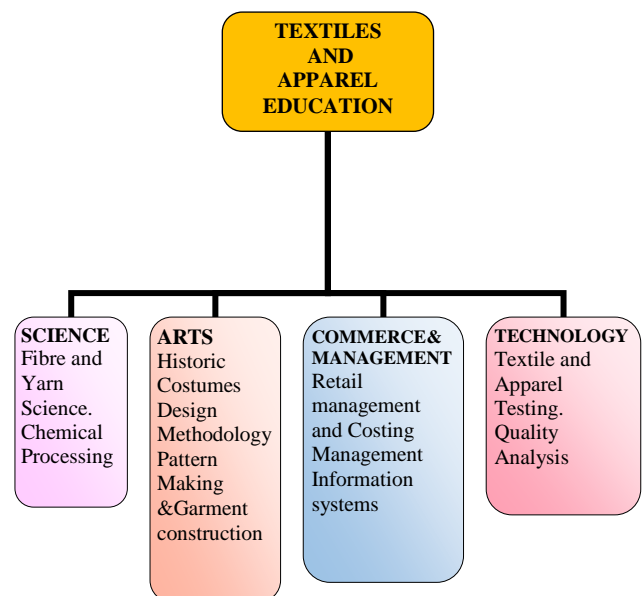 TEXTILES
AND
APPAREL
EDUCATION
SCIENCE
Fibre and
Yarn
Science.
Chemical
Processing
ARTS
Historic
Costumes
Design
Methodology
Pattern
Making
&Garment
construction
COMMERCE&
MANAGEMENT
Retail
management
and Costing
Management
Information
systems
TECHNOLOGY
Textile and
Apparel
Testing.
Quality
Analysis